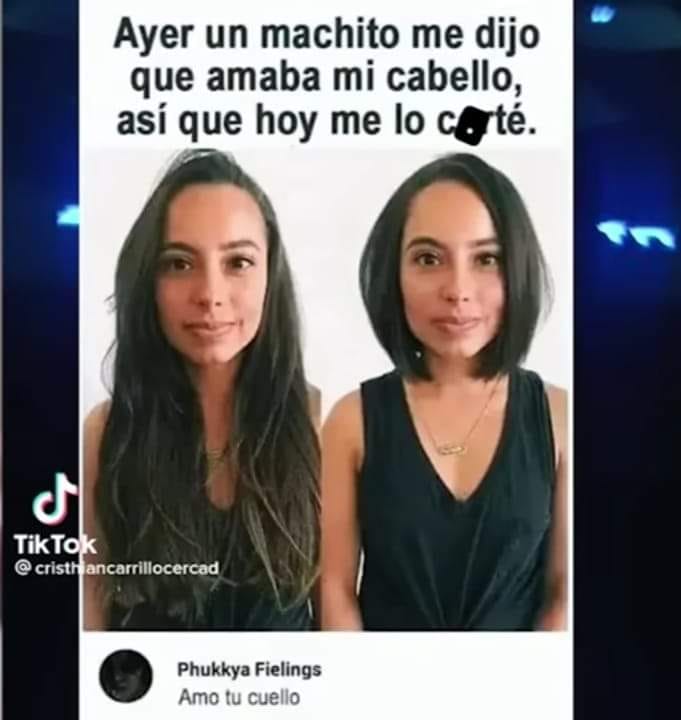 Ayer un machito me dijo
que amaba mi cabello,
así que hoy me lo c.rté.
TikTok
@cristhiancarrillocercad
Phukkya Fielings
Amo tu cuello